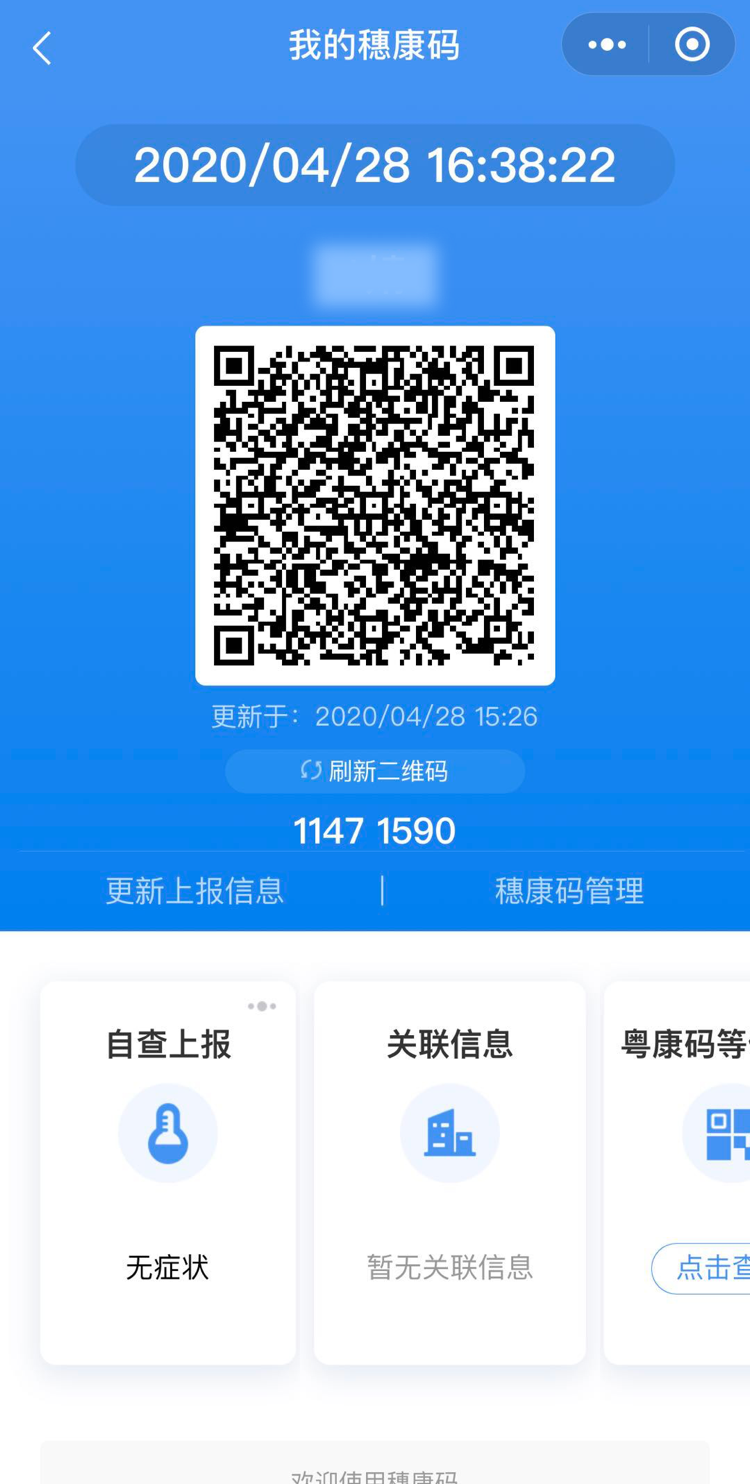 我的穗康码
2020/04/28 16:38:22
更新于：2020/04/28 15:26
刷新二维码
1147 1590
更新上报信息 | 穗康码管理
自查上报
无症状
关联信息
暂无关联信息
粤康码等
点击查
欢迎使用穗康码